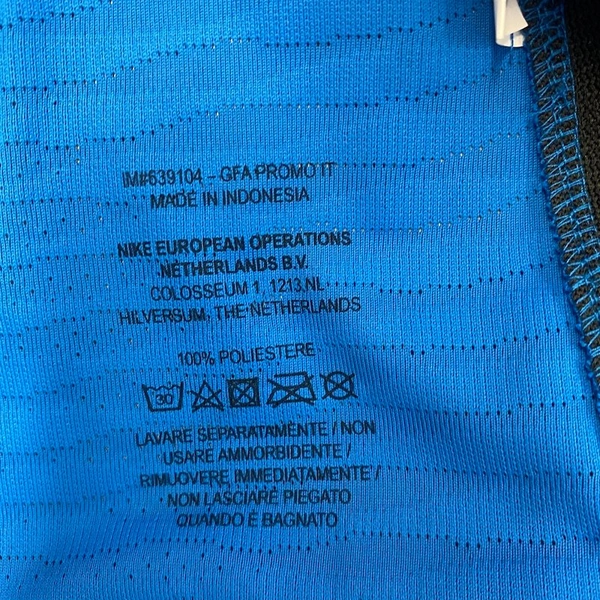 IM#639104 - GFA PROMO IT
MADE IN INDONESIA
NIKE EUROPEAN OPERATIONS
NETHERLANDS B.V.
COLOSSEUM 1, 1213 NL
HILVERSUM, THE NETHERLANDS
100% POLIESTERE
30
LAVARE SEPARATAMENTE / NON
USARE AMMORBIDENTE /
RIMUOVERE IMMEDIATAMENTE /
NON LASCIARE PIEGATO
QUANDO È BAGNATO